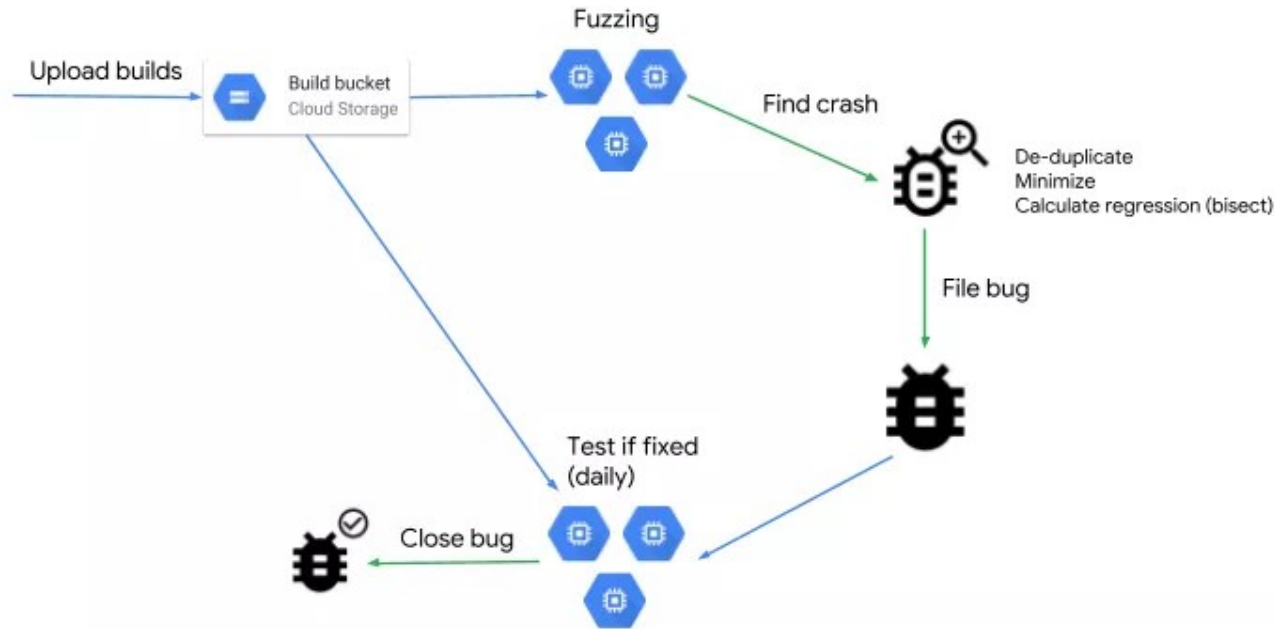 Fuzzing
Upload builds
Build bucket
Cloud Storage
Find crash
De-duplicate
Minimize
Calculate regression (bisect)
File bug
Test if fixed
(daily)
Close bug